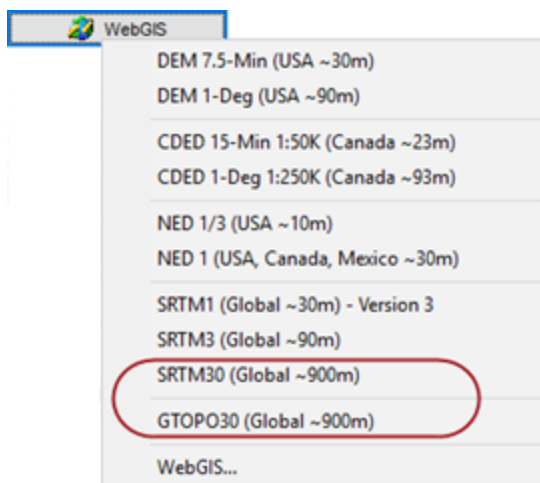 WebGIS
DEM 7.5-Min (USA ~30m)
DEM 1-Deg (USA ~90m)
CDED 15-Min 1:50K (Canada ~23m)
CDED 1-Deg 1:250K (Canada ~93m)
NED 1/3 (USA ~10m)
NED 1 (USA, Canada, Mexico ~30m)
SRTM1 (Global ~30m) - Version 3
SRTM3 (Global ~90m)
SRTM30 (Global ~900m)
GTOPO30 (Global ~900m)
WebGIS...